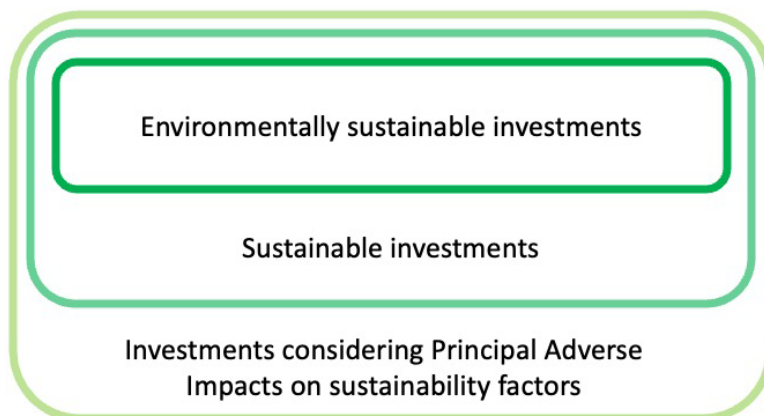 Environmentally sustainable investments
Sustainable investments
Investments considering Principal Adverse
Impacts on sustainability factors